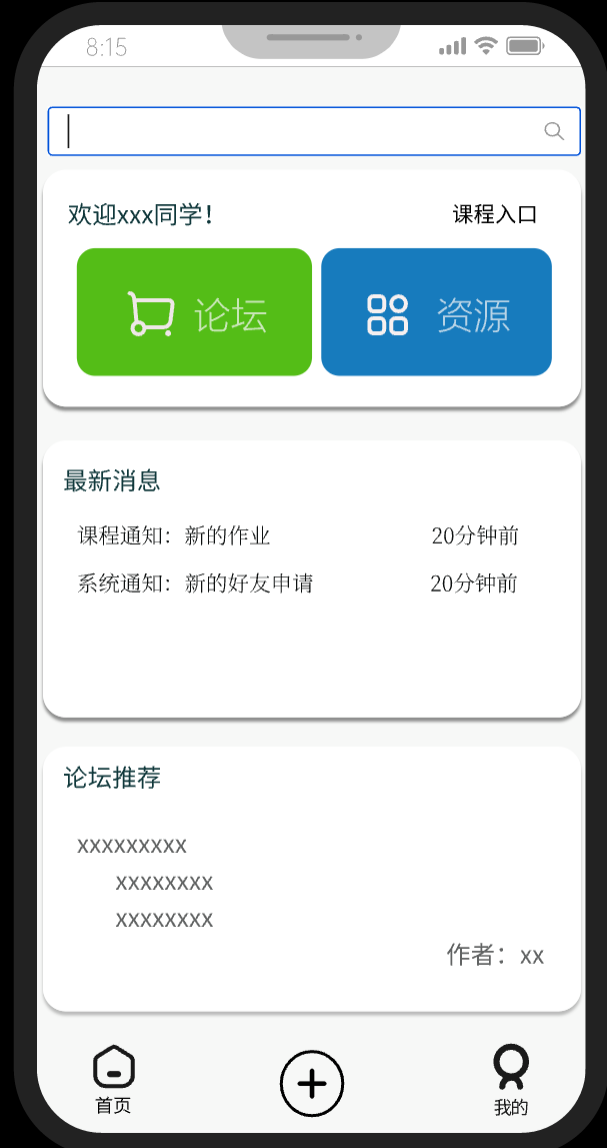 8:15
欢迎xxx同学！
课程入口
论坛
资源
最新消息
课程通知：新的作业 20分钟前
系统通知：新的好友申请 20分钟前
论坛推荐
xxxxxxxxx
xxxxxxxx
xxxxxxxx
作者：xx
首页
我的